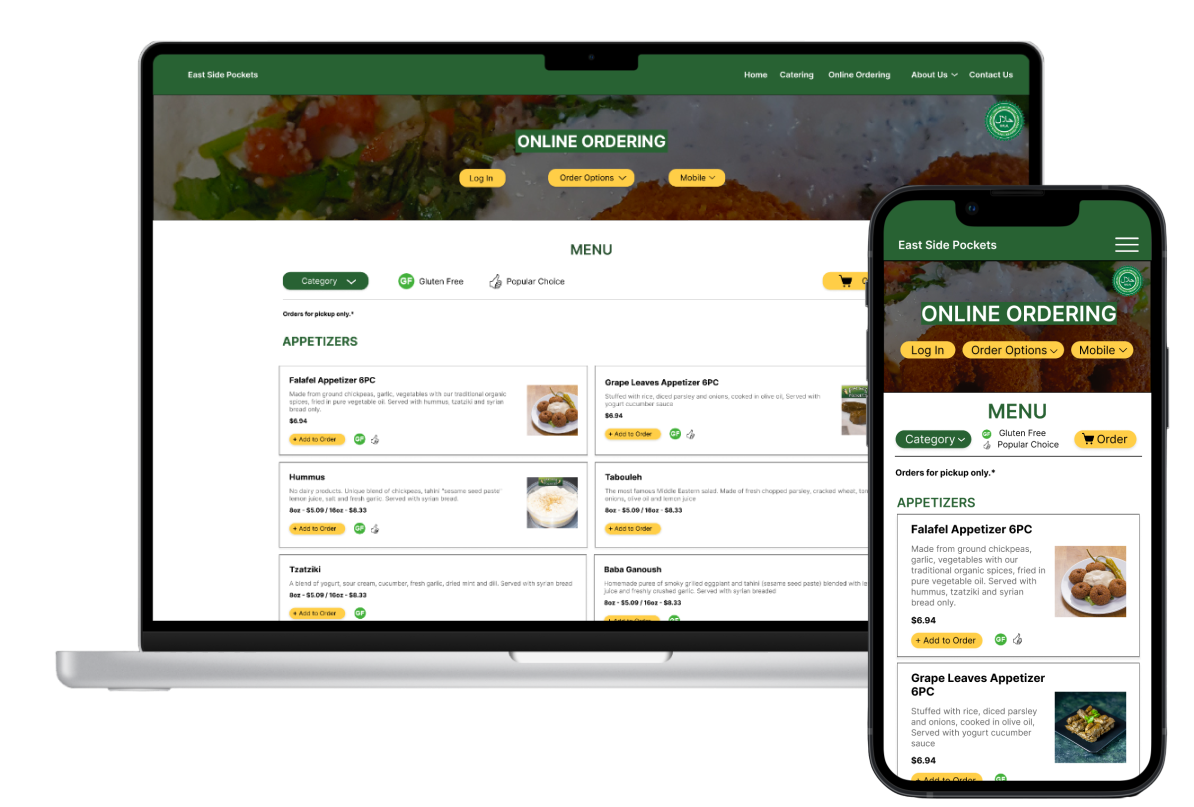 East Side Pockets
Home Catering Online Ordering About Us Contact Us
ONLINE ORDERING
Log In Order Options Mobile
MENU
Category GF Gluten Free Popular Choice
Orders for pickup only.*
APPETIZERS
Falafel Appetizer 6PC
Made from ground chickpeas, garlic, vegetables with our traditional organic
spices, fried in pure vegetable oil. Served with hummus, tzatziki and syrian
bread only.
$6.94
+ Add to Order GF
Grape Leaves Appetizer 6PC
Stuffed with rice, diced parsley and onions, cooked in olive oil, Served with
yogurt cucumber sauce
$6.94
+ Add to Order GF
Hummus
No dairy products. Unique blend of chickpeas, tahini "sesame seed paste"
lemon juice, salt and fresh garlic. Served with syrian bread.
8oz - $5.09 / 16oz - $8.33
+ Add to Order GF
Tabouleh
The most famous Middle Eastern salad. Made of fresh chopped parsley, cracked wheat,
onions, olive oil and lemon juice
8oz - $5.09 / 16oz - $8.33
+ Add to Order
Tzatziki
A blend of yogurt, sour cream, cucumber, fresh garlic, dried mint and dill. Served with syrian bread
8oz - $5.09 / 16oz - $8.33
+ Add to Order GF
Baba Ganoush
Homemade puree of smoky grilled eggplant and tahini (sesame seed paste) blended with
juice and freshly crushed garlic. Served with syrian breaded
8oz - $5.09 / 16oz - $8.33
+ Add to Order GF
East Side Pockets
حلال
ONLINE ORDERING
Log In Order Options Mobile
MENU
Category GF Gluten Free
Popular Choice
Order
Orders for pickup only.*
APPETIZERS
Falafel Appetizer 6PC
Made from ground chickpeas,
garlic, vegetables with our
traditional organic spices, fried in
pure vegetable oil. Served with
hummus, tzatziki and syrian
bread only.
$6.94
+ Add to Order GF
Grape Leaves Appetizer
6PC
Stuffed with rice, diced parsley
and onions, cooked in olive oil,
Served with yogurt cucumber
sauce
$6.94
+ Add to Order GF